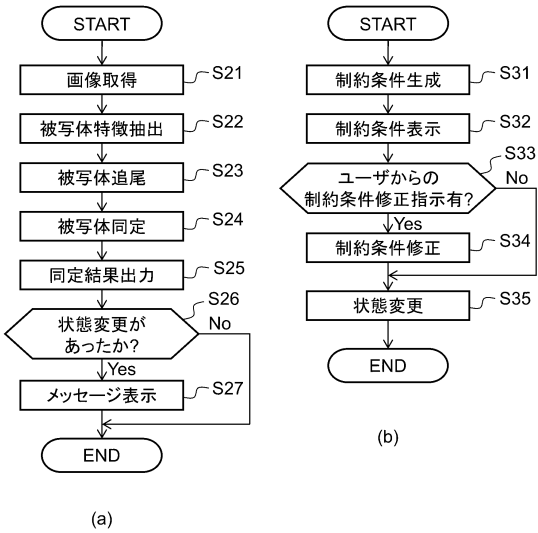 START
画像取得
S21
被写体特徴抽出
S22
被写体追尾
S23
被写体同定
S24
同定結果出力
S25
S26
状態変更が
あったか?
No
Yes
メッセージ表示
S27
END
(a)
START
制約条件生成
S31
制約条件表示
S32
S33
ユーザからの
制約条件修正指示有?
No
Yes
制約条件修正
S34
状態変更
S35
END
(b)